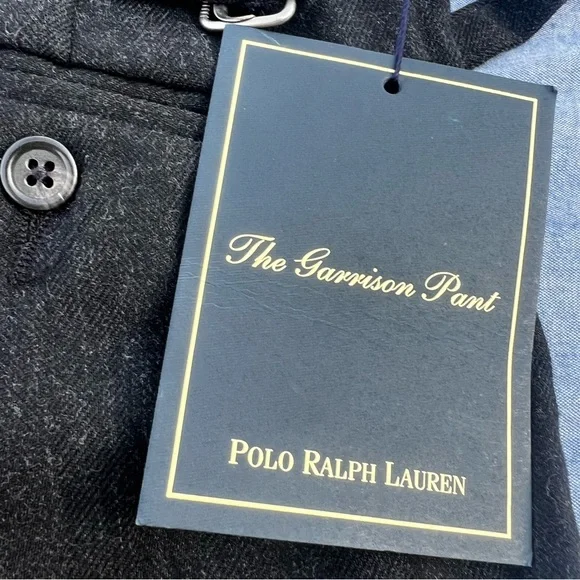 The Garrison Pant
POLO RALPH LAUREN